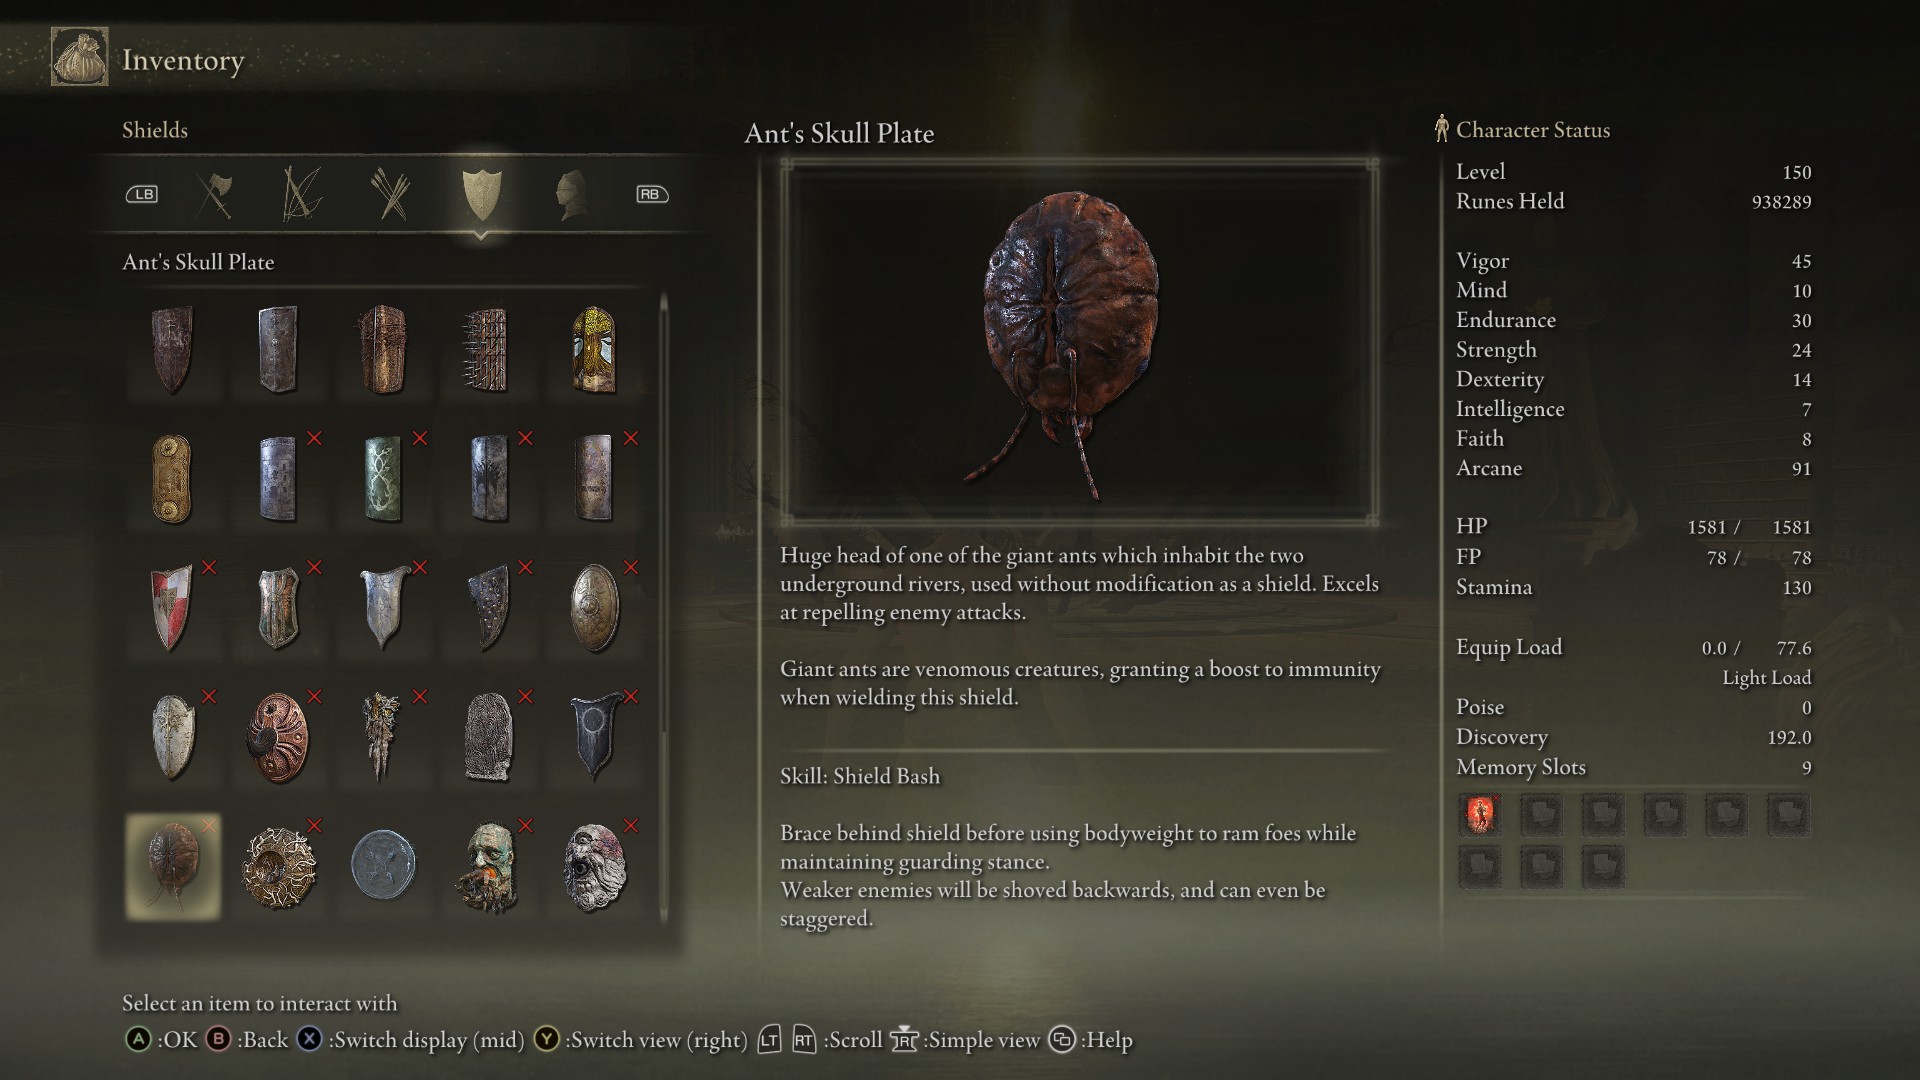 Inventory
Shields
LB
RB
Ant's Skull Plate
Ant's Skull Plate
Huge head of one of the giant ants which inhabit the two
underground rivers, used without modification as a shield. Excels
at repelling enemy attacks.
Giant ants are venomous creatures, granting a boost to immunity
when wielding this shield.
Skill: Shield Bash
Brace behind shield before using bodyweight to ram foes while
maintaining guarding stance.
Weaker enemies will be shoved backwards, and can even be
staggered.
Character Status
Level 150
Runes Held 938289
Vigor 45
Mind 10
Endurance 30
Strength 24
Dexterity 14
Intelligence 7
Faith 8
Arcane 91
HP 1581 / 1581
FP 78 / 78
Stamina 130
Equip Load 0.0 / 77.6
Light Load
Poise 0
Discovery 192.0
Memory Slots 9
Select an item to interact with
A :OK B :Back X :Switch display (mid) Y :Switch view (right) LT RT :Scroll R :Simple view :Help